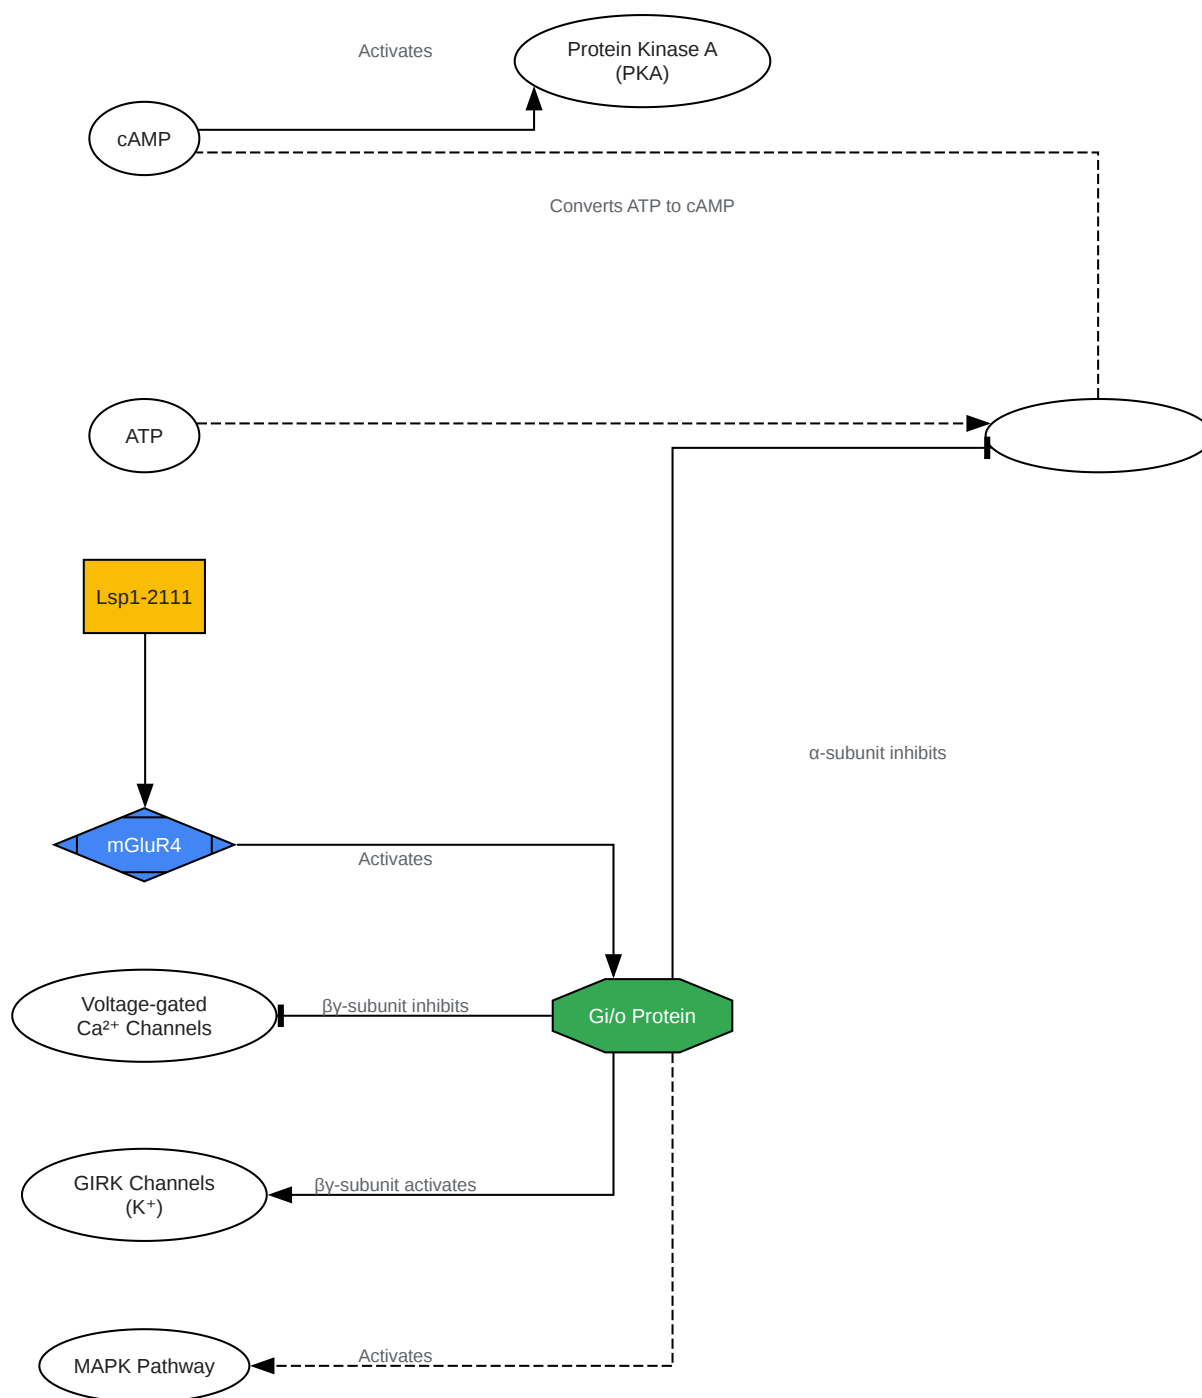 Activates
Protein Kinase A
(PKA)
cAMP
Converts ATP to cAMP
ATP
Lsp1-2111
α-subunit inhibits
mGluR4
Activates
Voltage-gated
Ca²⁺ Channels
βγ-subunit inhibits
Gi/o Protein
GIRK Channels
(K⁺)
βγ-subunit activates
MAPK Pathway
Activates